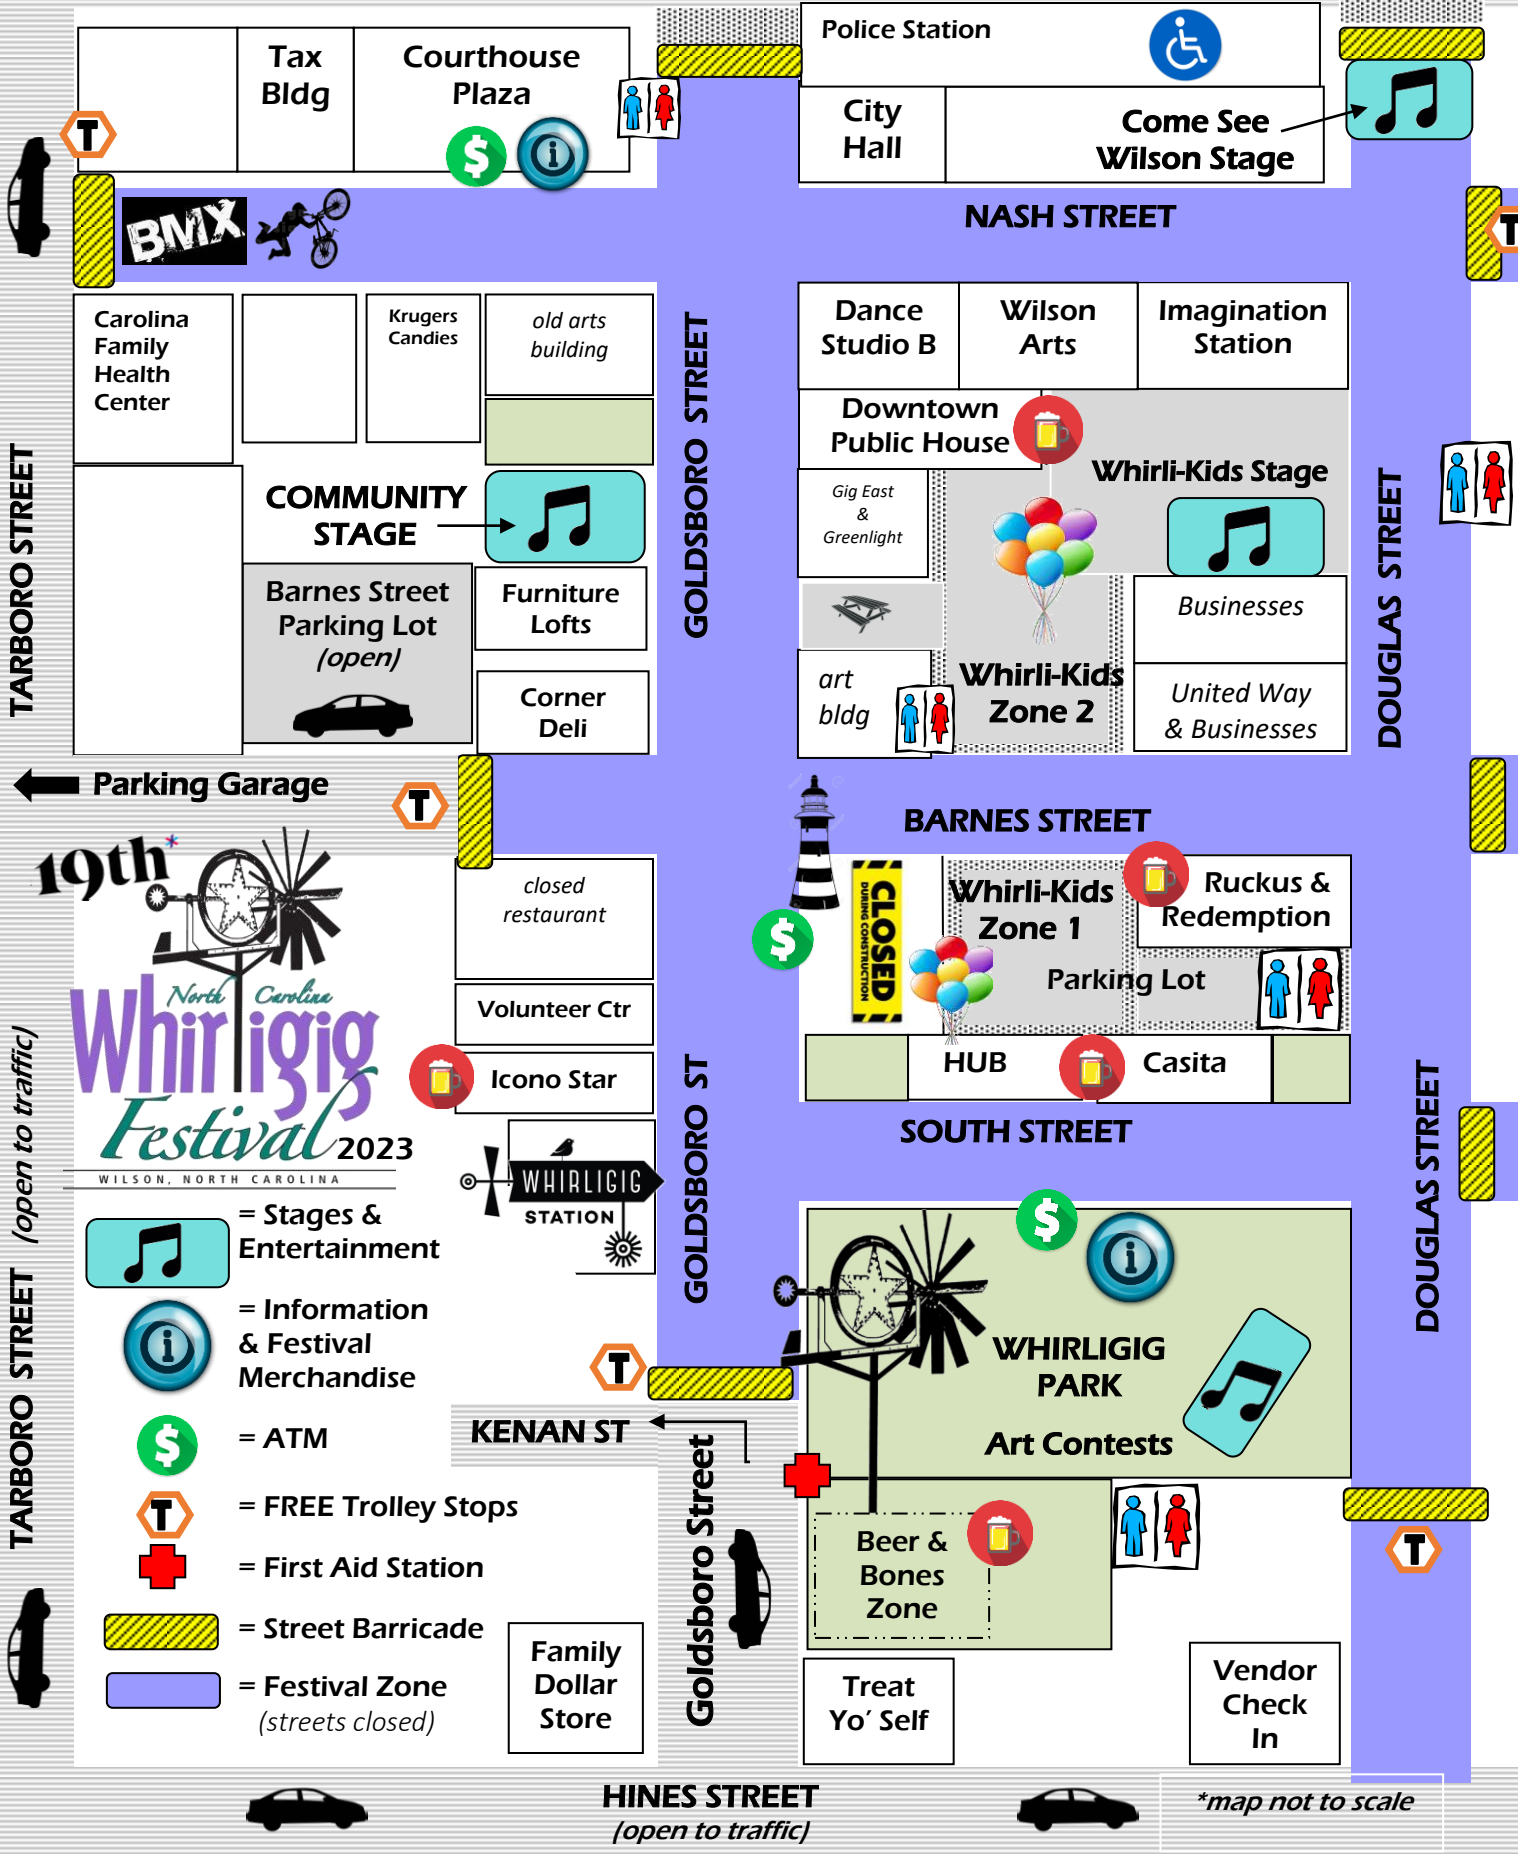 Police Station
Tax
Bldg
Courthouse
Plaza
City
Hall
Come See
Wilson Stage
T
$
i
BMX
NASH STREET
T
Carolina
Family
Health
Center
Krugers
Candies
old arts
building
Dance
Studio B
Wilson
Arts
Imagination
Station
Downtown
Public House
GOLDSBORO STREET
Whirli-Kids Stage
COMMUNITY
STAGE
Gig East
&
Greenlight
TARBORO STREET
DOUGLAS STREET
Barnes Street
Parking Lot
(open)
Furniture
Lofts
Businesses
art
bldg
Whirli-Kids
Zone 2
Corner
Deli
United Way
& Businesses
Parking Garage
T
BARNES STREET
19th*
closed
restaurant
CLOSED
DURING CONSTRUCTION
Whirli-Kids
Zone 1
Ruckus &
Redemption
$
Parking Lot
North Carolina
Whirligig
Festival 2023
WILSON, NORTH CAROLINA
Volunteer Ctr
Icono Star
HUB
Casita
GOLDSBORO ST
SOUTH STREET
DOUGLAS STREET
WHIRLIGIG
STATION
TARBORO STREET (open to traffic) TARBORO STREET
= Stages &
Entertainment
i
= Information
& Festival
Merchandise
$
i
WHIRLIGIG
PARK
Art Contests
T
KENAN ST
$
= ATM
T
= FREE Trolley Stops
= First Aid Station
= Street Barricade
= Festival Zone
(streets closed)
Goldsboro Street
Beer &
Bones
Zone
T
Family
Dollar
Store
Treat
Yo’ Self
Vendor
Check
In
HINES STREET
(open to traffic)
*map not to scale